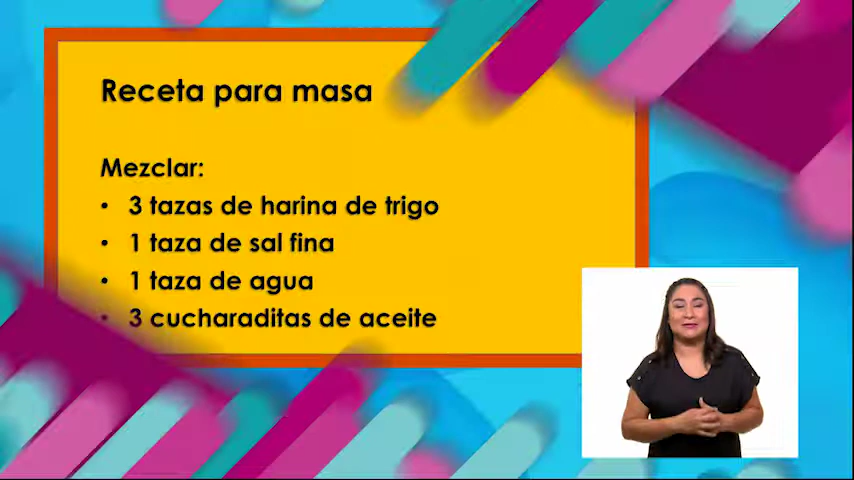 Receta para masa
Mezclar:
• 3 tazas de harina de trigo
• 1 taza de sal fina
• 1 taza de agua
• 3 cucharaditas de aceite